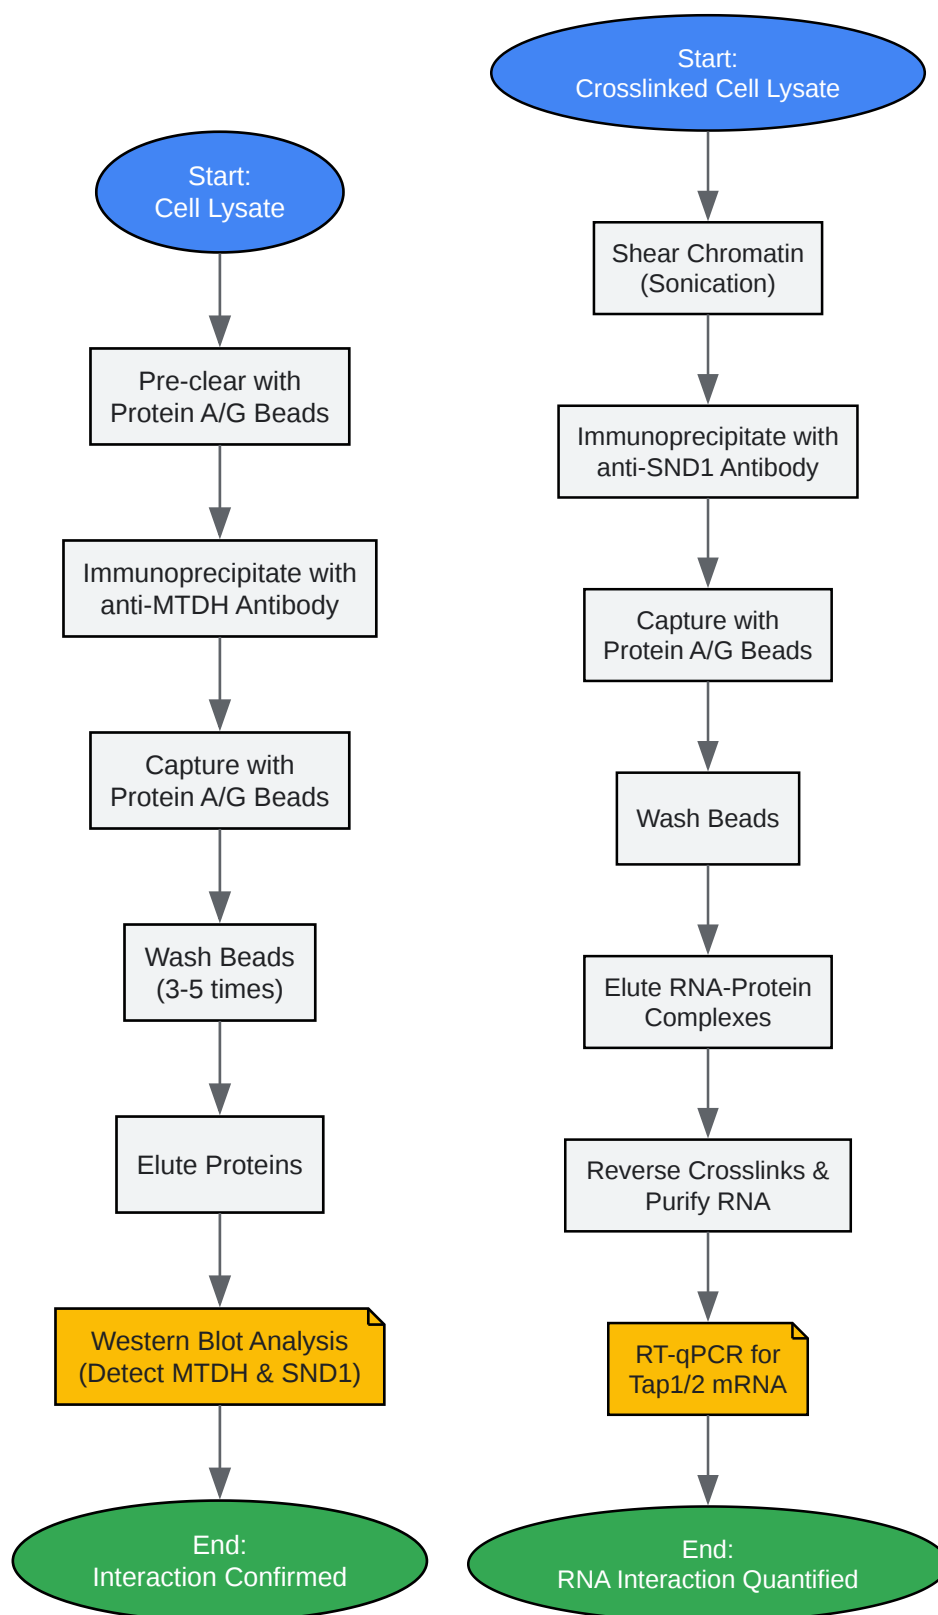 Start:
Cell Lysate
Pre-clear with
Protein A/G Beads
Immunoprecipitate with
anti-MTDH Antibody
Capture with
Protein A/G Beads
Wash Beads
(3-5 times)
Elute Proteins
Western Blot Analysis
(Detect MTDH & SND1)
End:
Interaction Confirmed
Start:
Crosslinked Cell Lysate
Shear Chromatin
(Sonication)
Immunoprecipitate with
anti-SND1 Antibody
Capture with
Protein A/G Beads
Wash Beads
Elute RNA-Protein
Complexes
Reverse Crosslinks &
Purify RNA
RT-qPCR for
Tap1/2 mRNA
End:
RNA Interaction Quantified